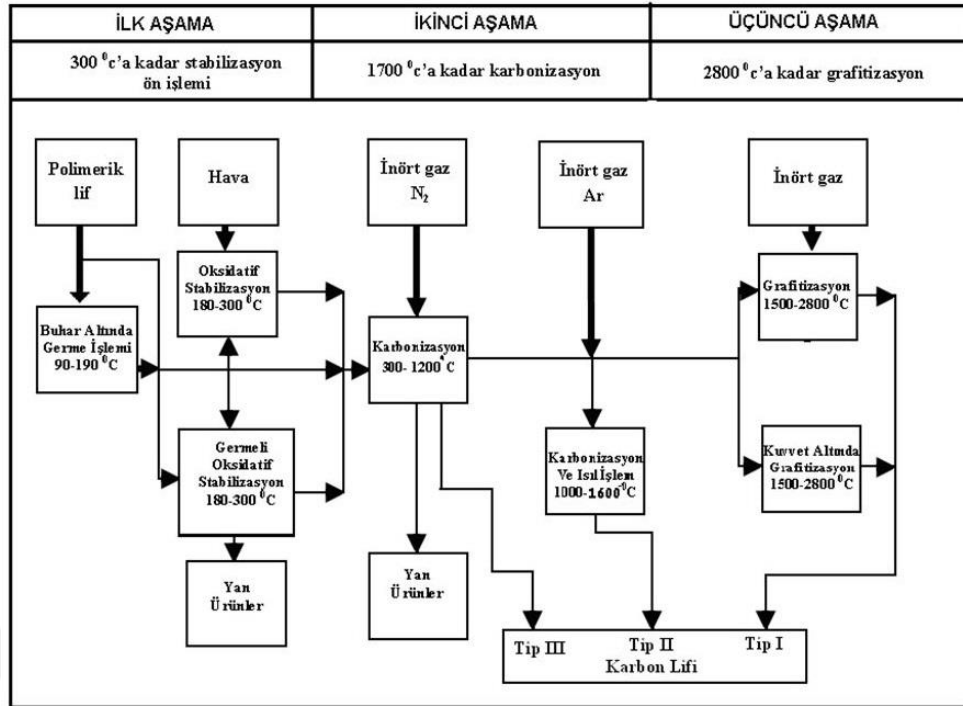 İLK AŞAMA
İKİNCİ AŞAMA
ÜÇÜNCÜ AŞAMA
300 ⁰c'a kadar stabilizasyon
ön işlemi
1700 ⁰c'a kadar karbonizasyon
2800 ⁰c'a kadar grafitizasyon
Polimerik
lif
Hava
İnört gaz
N₂
İnört gaz
Ar
İnört gaz
Oksidatif
Stabilizasyon
180-300 ⁰C
Grafitizasyon
1500-2800 ⁰C
Buhar Altında
Germe İşlemi
90-190 ⁰C
Karbonizasyon
300- 1200⁰C
Germeli
Oksidatif
Stabilizasyon
180-300 ⁰C
Karbonizasyon
Ve Isıl İşlem
1000-1600⁰C
Kuvvet Altında
Grafitizasyon
1500-2800 ⁰C
Yan
Ürünler
Yan
Ürünler
Tip III
Tip II
Tip I
Karbon Lifi